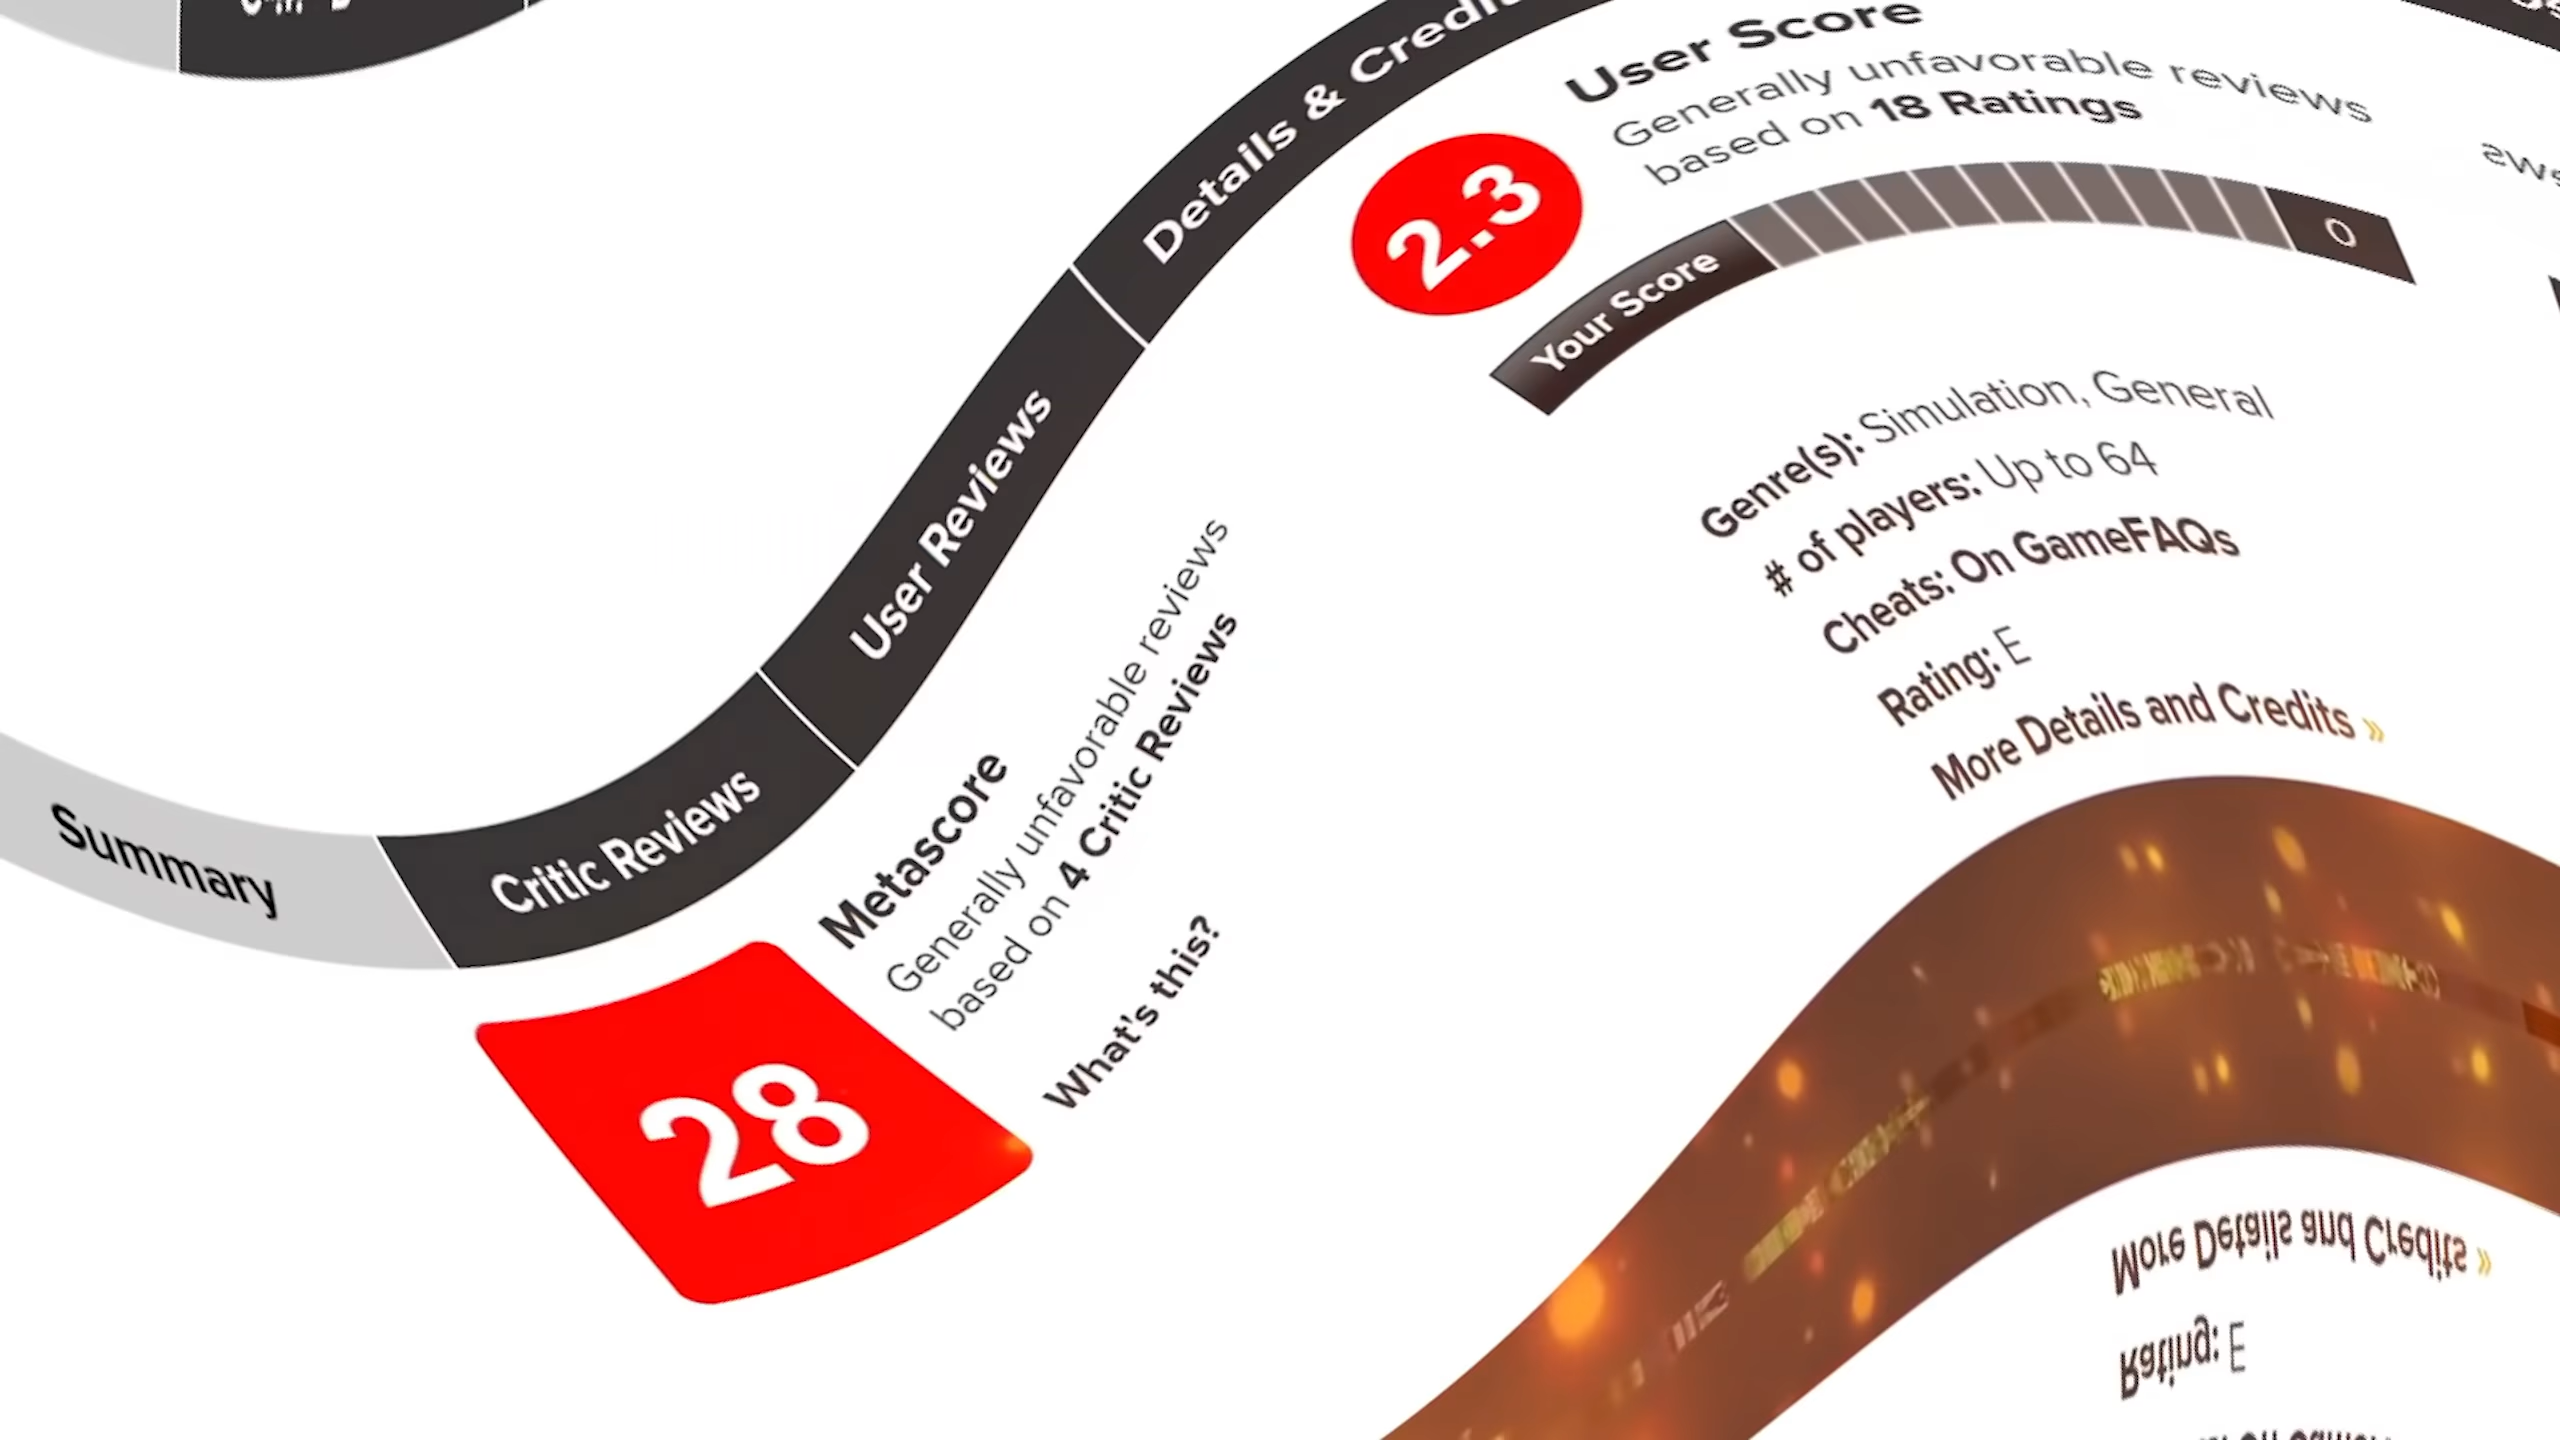 Summary
Critic Reviews
User Reviews
Details &
28
Metascore
Generally unfavorable reviews
based on 4 Critic Reviews
What's this?
2.3
User Score
Generally unfavorable reviews
based on 18 Ratings
Your Score
0
Genre(s): Simulation, General
# of players: Up to 64
Cheats: On GameFAQs
Rating: E
More Details and Credits »
More Details and Credits »
Rating: E